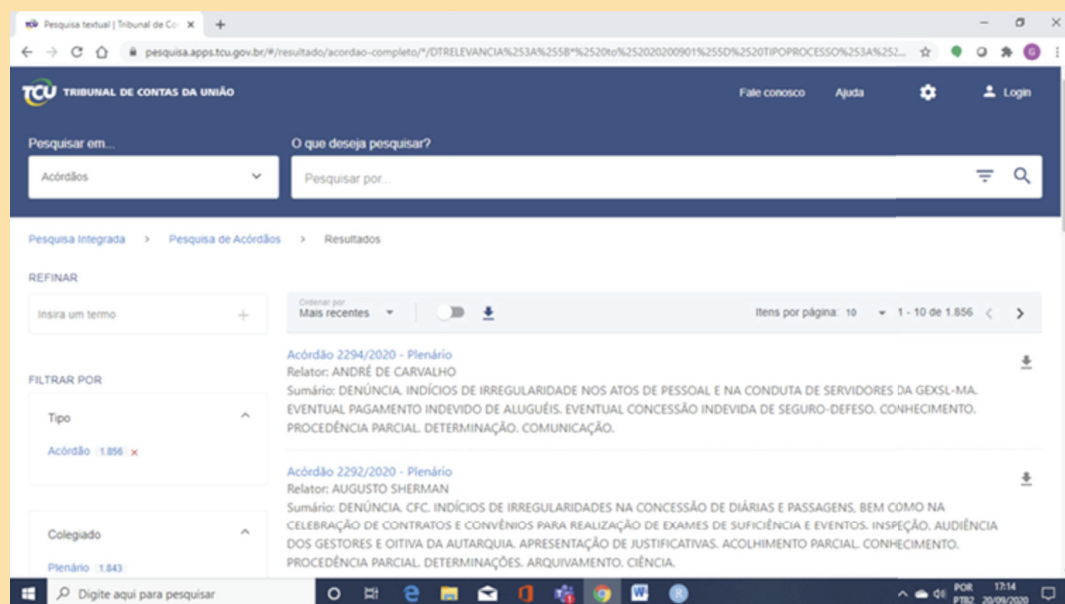 Pesquisa textual | Tribunal de Co
pesquisa.apps.tcu.gov.br/#/resultado/acordao-completo/*/DTRELEVANCIA%253A%255B*%2520to%252020200901%255D%2520TIPOPROCESSO%253A%252...
G
TCU TRIBUNAL DE CONTAS DA UNIÃO
Fale conosco Ajuda Login
Pesquisar em...
O que deseja pesquisar?
Acórdãos
Pesquisar por...
Pesquisa Integrada > Pesquisa de Acórdãos > Resultados
REFINAR
Insira um termo +
Ordenar por
Mais recentes
Itens por página: 10 1 - 10 de 1.856 < >
Acórdão 2294/2020 - Plenário
Relator: ANDRÉ DE CARVALHO
Sumário: DENÚNCIA. INDÍCIOS DE IRREGULARIDADE NOS ATOS DE PESSOAL E NA CONDUTA DE SERVIDORES DA GEXSL-MA.
EVENTUAL PAGAMENTO INDEVIDO DE ALUGUÉIS. EVENTUAL CONCESSÃO INDEVIDA DE SEGURO-DEFESO. CONHECIMENTO.
PROCEDÊNCIA PARCIAL. DETERMINAÇÃO. COMUNICAÇÃO.
FILTRAR POR
Tipo
Acórdão 1.856 x
Acórdão 2292/2020 - Plenário
Relator: AUGUSTO SHERMAN
Sumário: DENÚNCIA. CFC. INDÍCIOS DE IRREGULARIDADES NA CONCESSÃO DE DIÁRIAS E PASSAGENS, BEM COMO NA
CELEBRAÇÃO DE CONTRATOS E CONVÊNIOS PARA REALIZAÇÃO DE EXAMES DE SUFICIÊNCIA E EVENTOS. INSPEÇÃO. AUDIÊNCIA
DOS GESTORES E OITIVA DA AUTARQUIA. APRESENTAÇÃO DE JUSTIFICATIVAS. ACOLHIMENTO PARCIAL. CONHECIMENTO.
PROCEDÊNCIA PARCIAL. DETERMINAÇÕES. ARQUIVAMENTO. CIÊNCIA.
Colegiado
Plenário 1.843
Digite aqui para pesquisar
POR 17:14
PTB2 20/09/2020